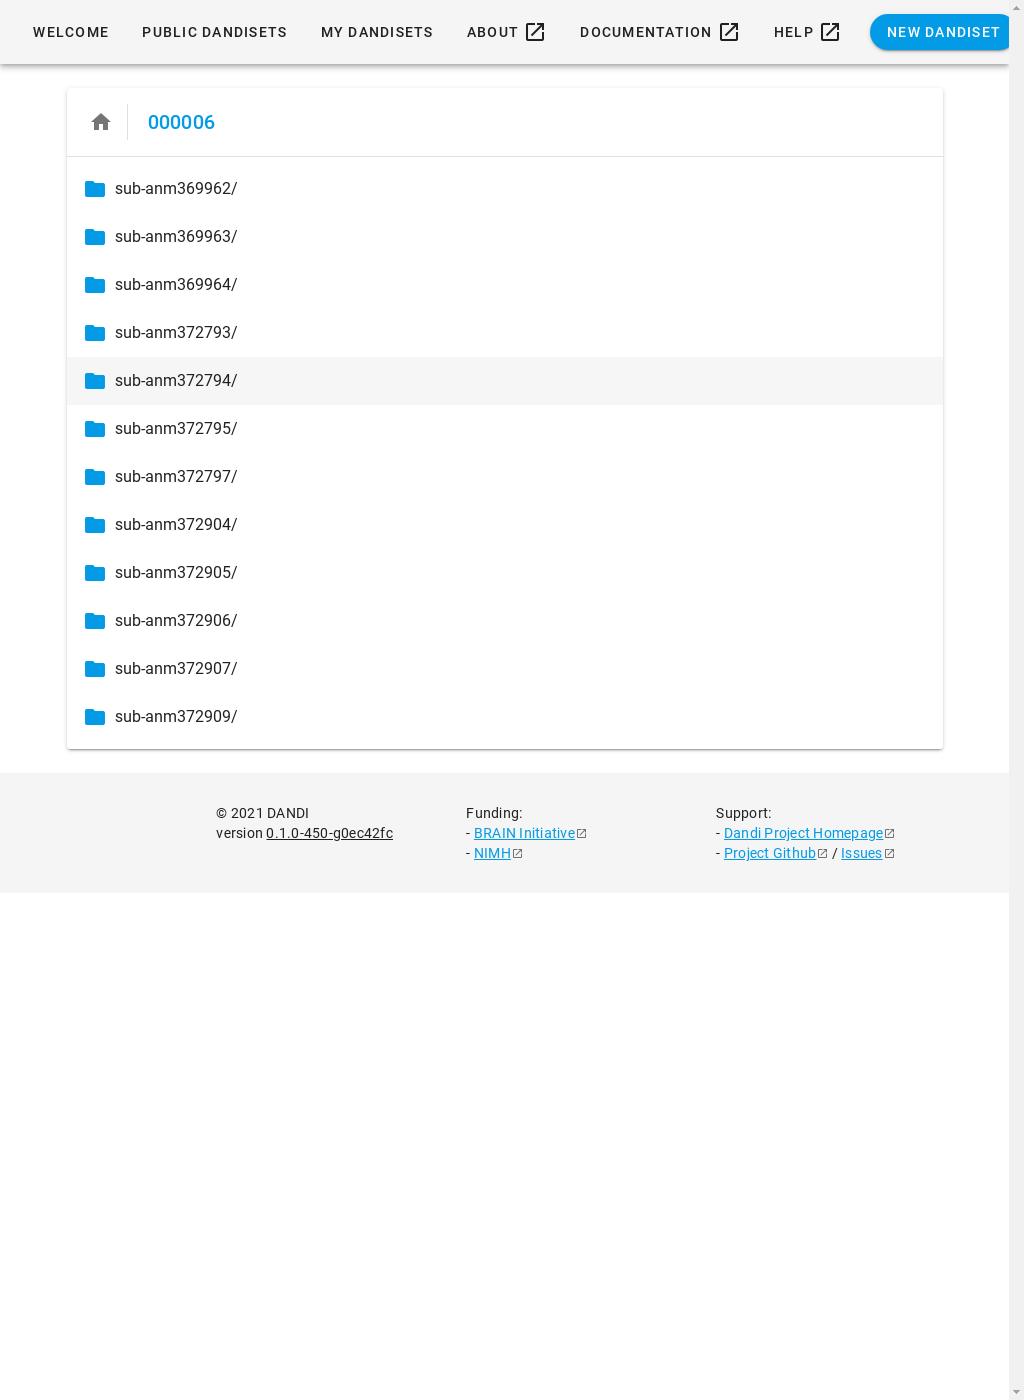 WELCOME PUBLIC DANDISETS MY DANDISETS ABOUT DOCUMENTATION HELP NEW DANDISET
000006
sub-anm369962/
sub-anm369963/
sub-anm369964/
sub-anm372793/
sub-anm372794/
sub-anm372795/
sub-anm372797/
sub-anm372904/
sub-anm372905/
sub-anm372906/
sub-anm372907/
sub-anm372909/
© 2021 DANDI
version 0.1.0-450-g0ec42fc
Funding:
- BRAIN Initiative
- NIMH
Support:
- Dandi Project Homepage
- Project Github / Issues